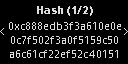 Hash (1/2)
0xc888edb3f3a610e0e
0c7f502f3a0f5159c50
a6c61cf22ef52c40151